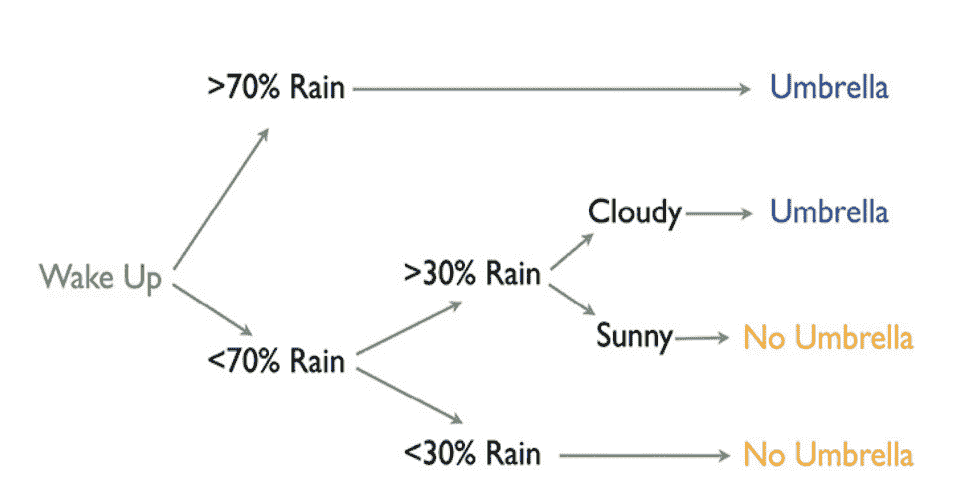 >70% Rain
Umbrella
Cloudy
Umbrella
Wake Up
>30% Rain
Sunny
No Umbrella
<70% Rain
<30% Rain
No Umbrella